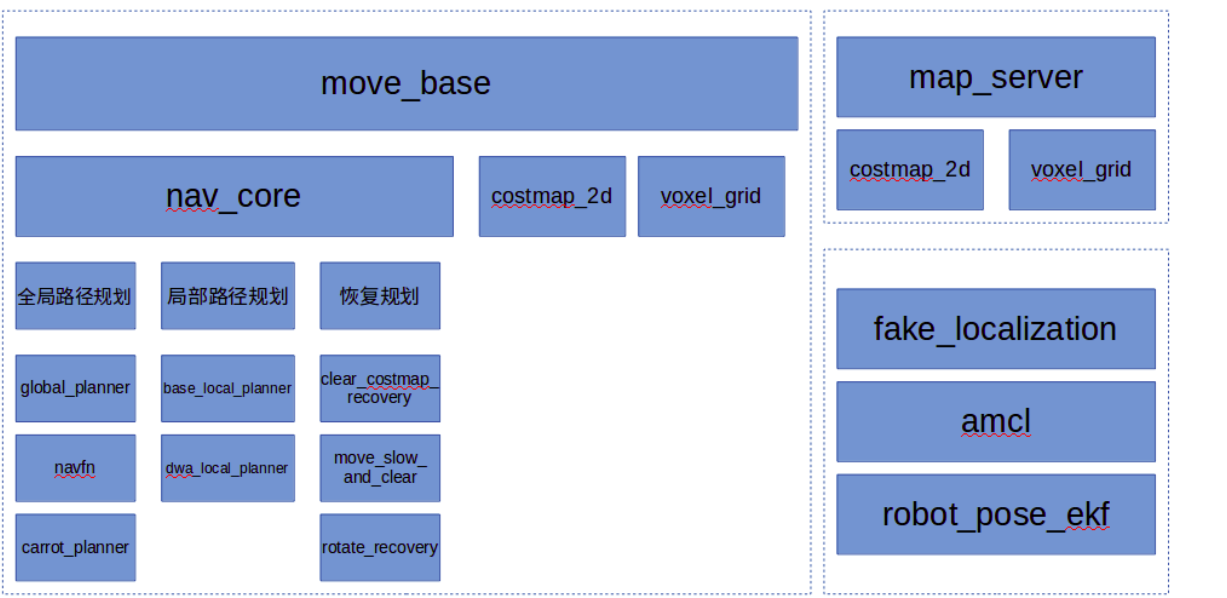 move_base
nav_core
costmap_2d
voxel_grid
全局路径规划
局部路径规划
恢复规划
global_planner
base_local_planner
clear_costmap_
recovery
navfn
dwa_local_planner
move_slow_
and_clear
carrot_planner
rotate_recovery
map_server
costmap_2d
voxel_grid
fake_localization
amcl
robot_pose_ekf